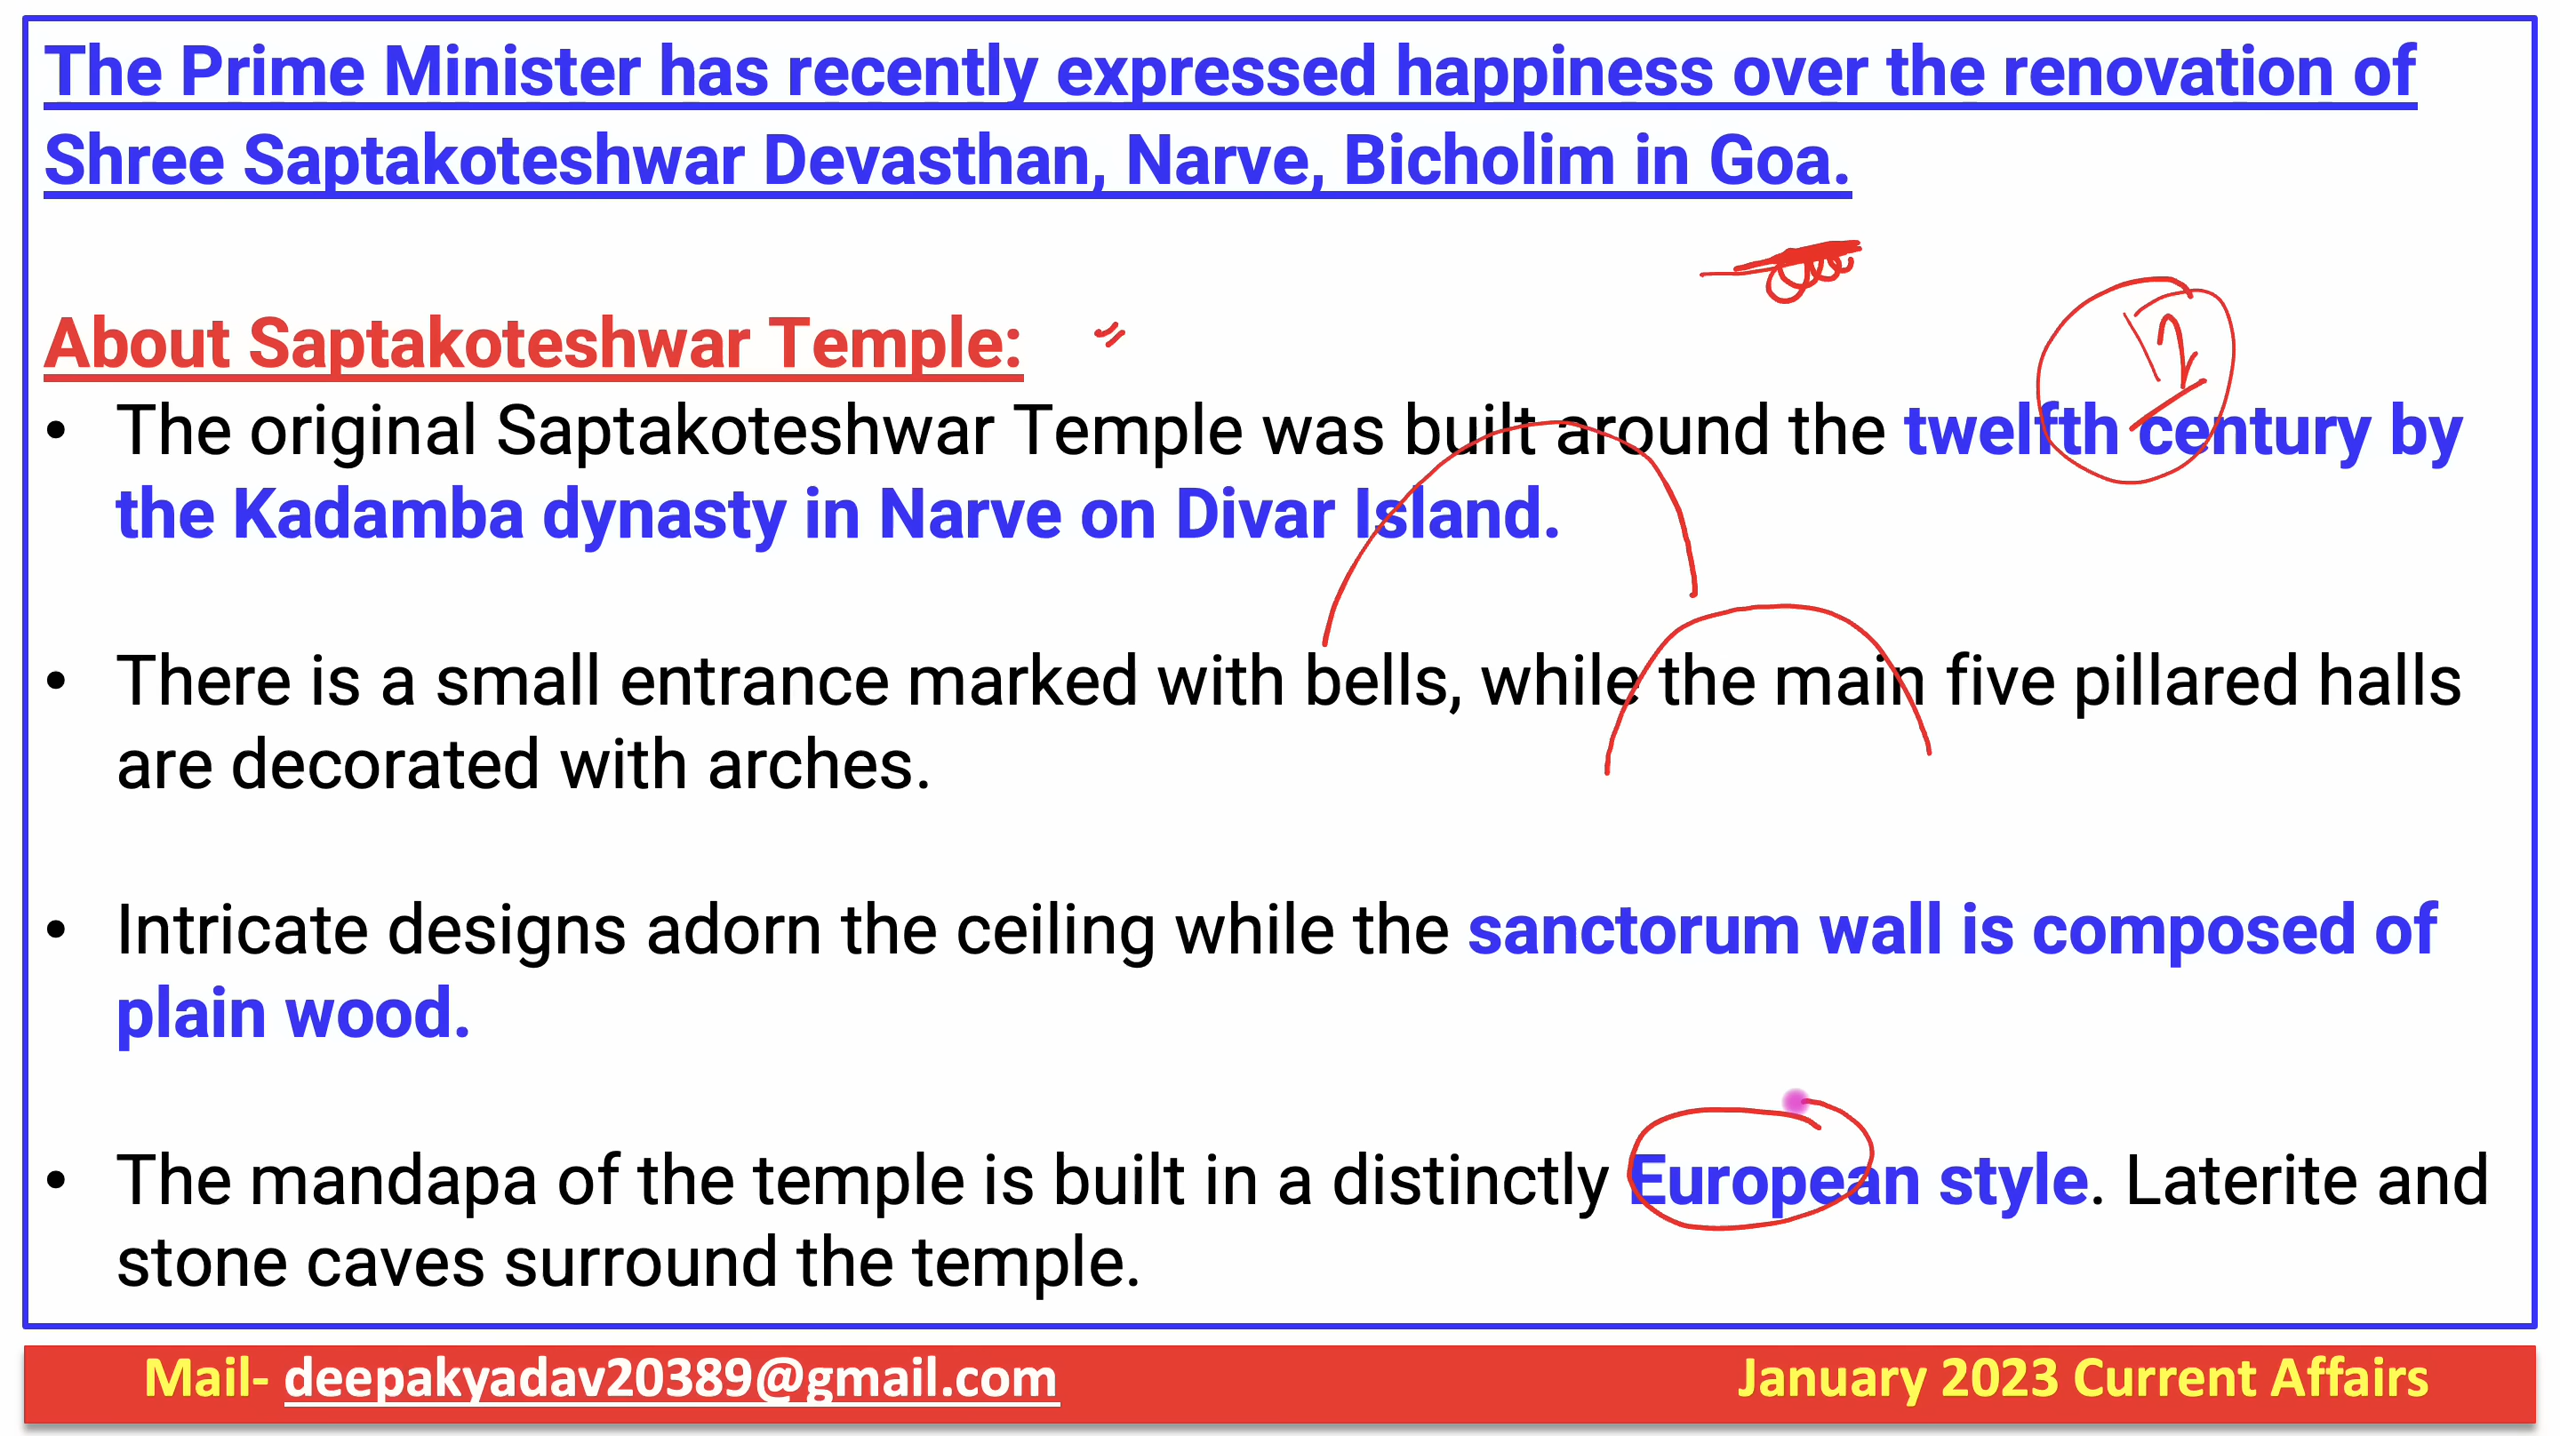 The Prime Minister has recently expressed happiness over the renovation of
Shree Saptakoteshwar Devasthan, Narve, Bicholim in Goa.
12
About Saptakoteshwar Temple:
• The original Saptakoteshwar Temple was built around the twelfth century by
the Kadamba dynasty in Narve on Divar Island.
• There is a small entrance marked with bells, while the main five pillared halls
are decorated with arches.
• Intricate designs adorn the ceiling while the sanctorum wall is composed of
plain wood.
• The mandapa of the temple is built in a distinctly European style. Laterite and
stone caves surround the temple.
Mail- deepakyadav20389@gmail.com
January 2023 Current Affairs